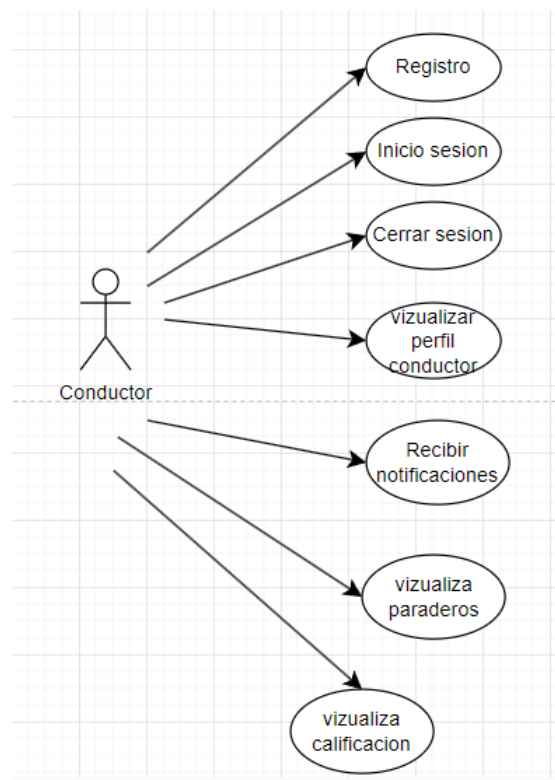 Registro
Inicio sesion
Cerrar sesion
vizualizar
perfil
conductor
Conductor
Recibir
notificaciones
vizualiza
paraderos
vizualiza
calificacion